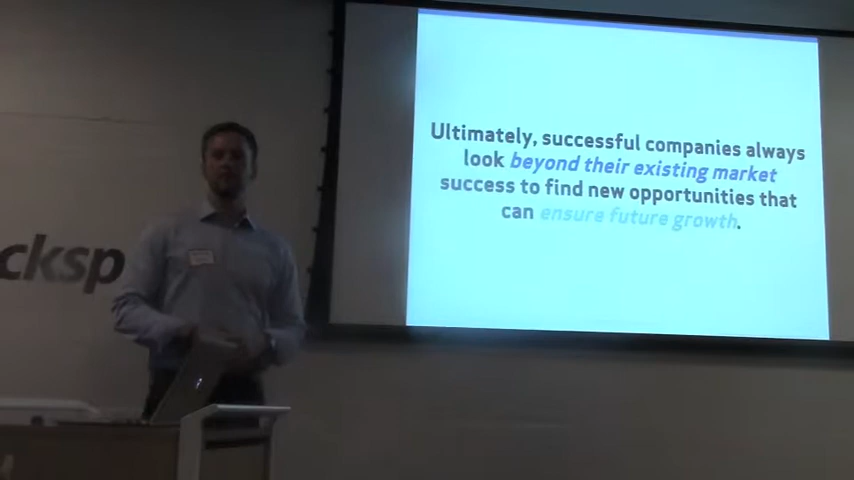 Ultimately, successful companies always
look beyond their existing market
success to find new opportunities that
can ensure future growth.
cksp